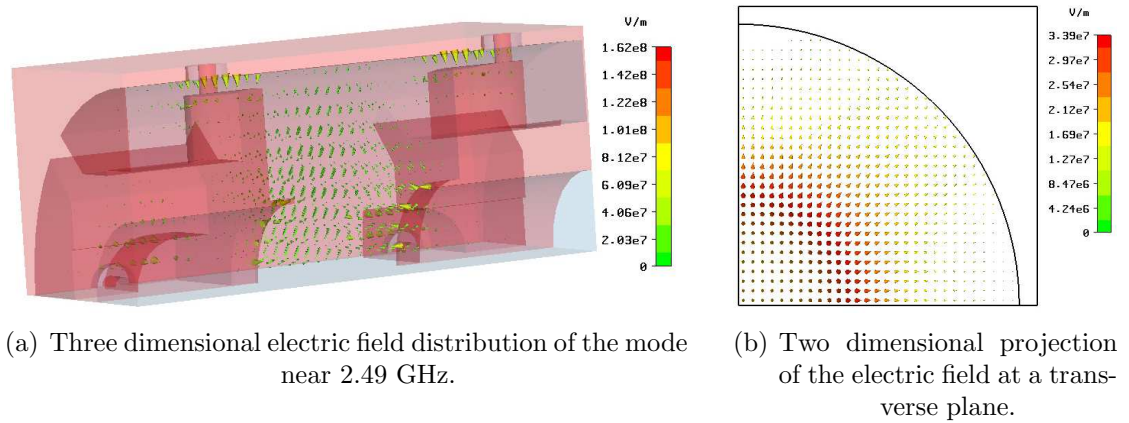 V/m
1.62e8
1.42e8
1.22e8
1.01e8
8.12e7
6.09e7
4.06e7
2.03e7
0
V/m
3.39e7
2.97e7
2.54e7
2.12e7
1.69e7
1.27e7
8.47e6
4.24e6
0
(a) Three dimensional electric field distribution of the mode
near 2.49 GHz.
(b) Two dimensional projection
of the electric field at a trans-
verse plane.